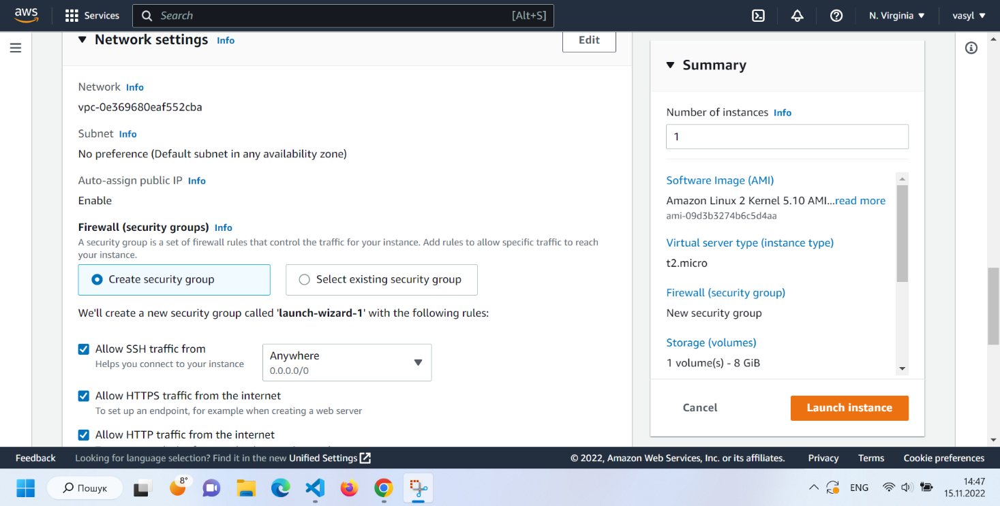 aws
Services
Search
[Alt+S]
N. Virginia
vasyl
Network settings Info
Edit
Network Info
vpc-0e369680eaf552cba
Subnet Info
No preference (Default subnet in any availability zone)
Auto-assign public IP Info
Enable
Firewall (security groups) Info
A security group is a set of firewall rules that control the traffic for your instance. Add rules to allow specific traffic to reach
your instance.
Create security group
Select existing security group
We'll create a new security group called 'launch-wizard-1' with the following rules:
Allow SSH traffic from
Helps you connect to your instance
Anywhere
0.0.0.0/0
Allow HTTPS traffic from the internet
To set up an endpoint, for example when creating a web server
Allow HTTP traffic from the internet
Summary
Number of instances Info
1
Software Image (AMI)
Amazon Linux 2 Kernel 5.10 AMI...read more
ami-09d3b3274b6c5d4aa
Virtual server type (instance type)
t2.micro
Firewall (security group)
New security group
Storage (volumes)
1 volume(s) - 8 GiB
Cancel
Launch instance
Feedback
Looking for language selection? Find it in the new Unified Settings
© 2022, Amazon Web Services, Inc. or its affiliates.
Privacy
Terms
Cookie preferences
Пошук
8°
ENG
14:47
15.11.2022